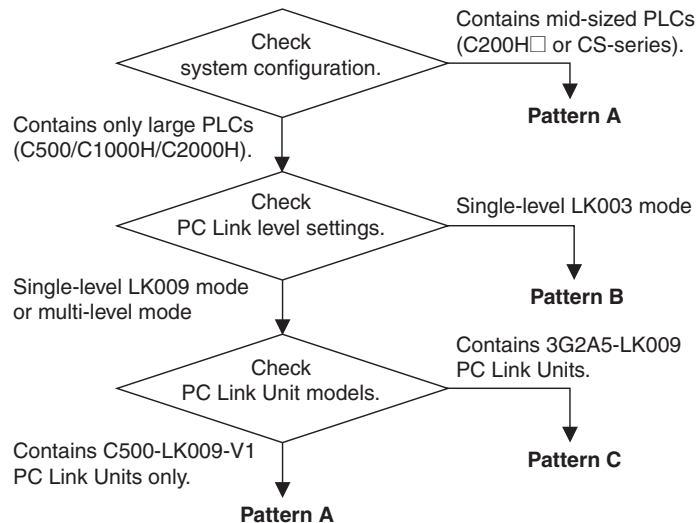 Check
system configuration.
Contains mid-sized PLCs
(C200H□ or CS-series).
Pattern A
Contains only large PLCs
(C500/C1000H/C2000H).
Check
PC Link level settings.
Single-level LK003 mode
Pattern B
Single-level LK009 mode
or multi-level mode
Check
PC Link Unit models.
Contains 3G2A5-LK009
PC Link Units.
Pattern C
Contains C500-LK009-V1
PC Link Units only.
Pattern A